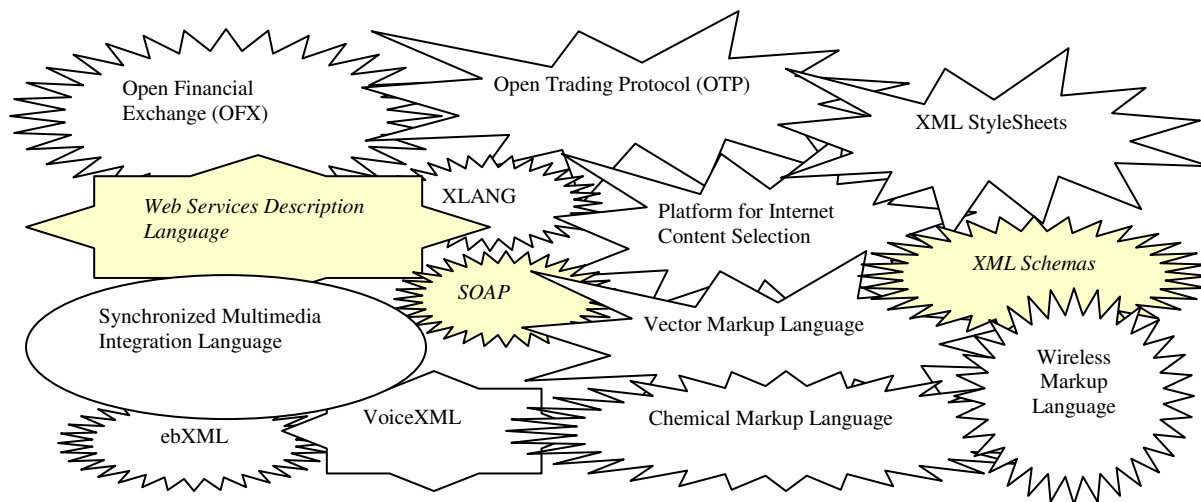 Open Financial
Exchange (OFX)
Open Trading Protocol (OTP)
XML StyleSheets
Web Services Description
Language
XLANG
Platform for Internet
Content Selection
XML Schemas
SOAP
Synchronized Multimedia
Integration Language
Vector Markup Language
Wireless
Markup
Language
ebXML
VoiceXML
Chemical Markup Language